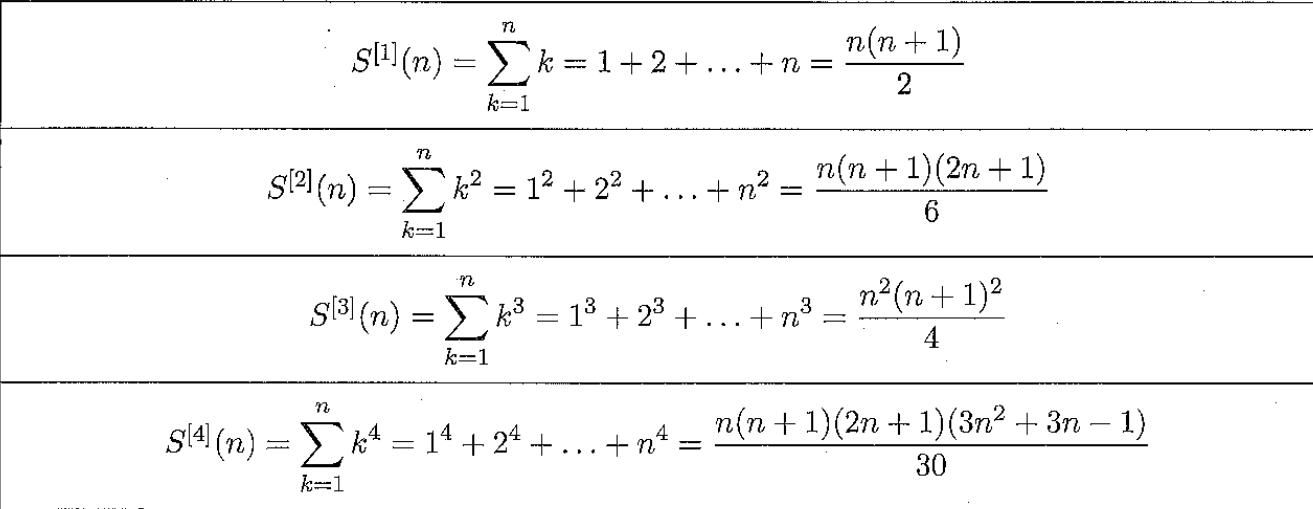 $S^{[1]}(n) = \sum_{k=1}^{n} k = 1 + 2 + \ldots + n = \frac{n(n+1)}{2}$
$S^{[2]}(n) = \sum_{k=1}^{n} k^2 = 1^2 + 2^2 + \ldots + n^2 = \frac{n(n+1)(2n+1)}{6}$
$S^{[3]}(n) = \sum_{k=1}^{n} k^3 = 1^3 + 2^3 + \ldots + n^3 = \frac{n^2(n+1)^2}{4}$
$S^{[4]}(n) = \sum_{k=1}^{n} k^4 = 1^4 + 2^4 + \ldots + n^4 = \frac{n(n+1)(2n+1)(3n^2+3n-1)}{30}$